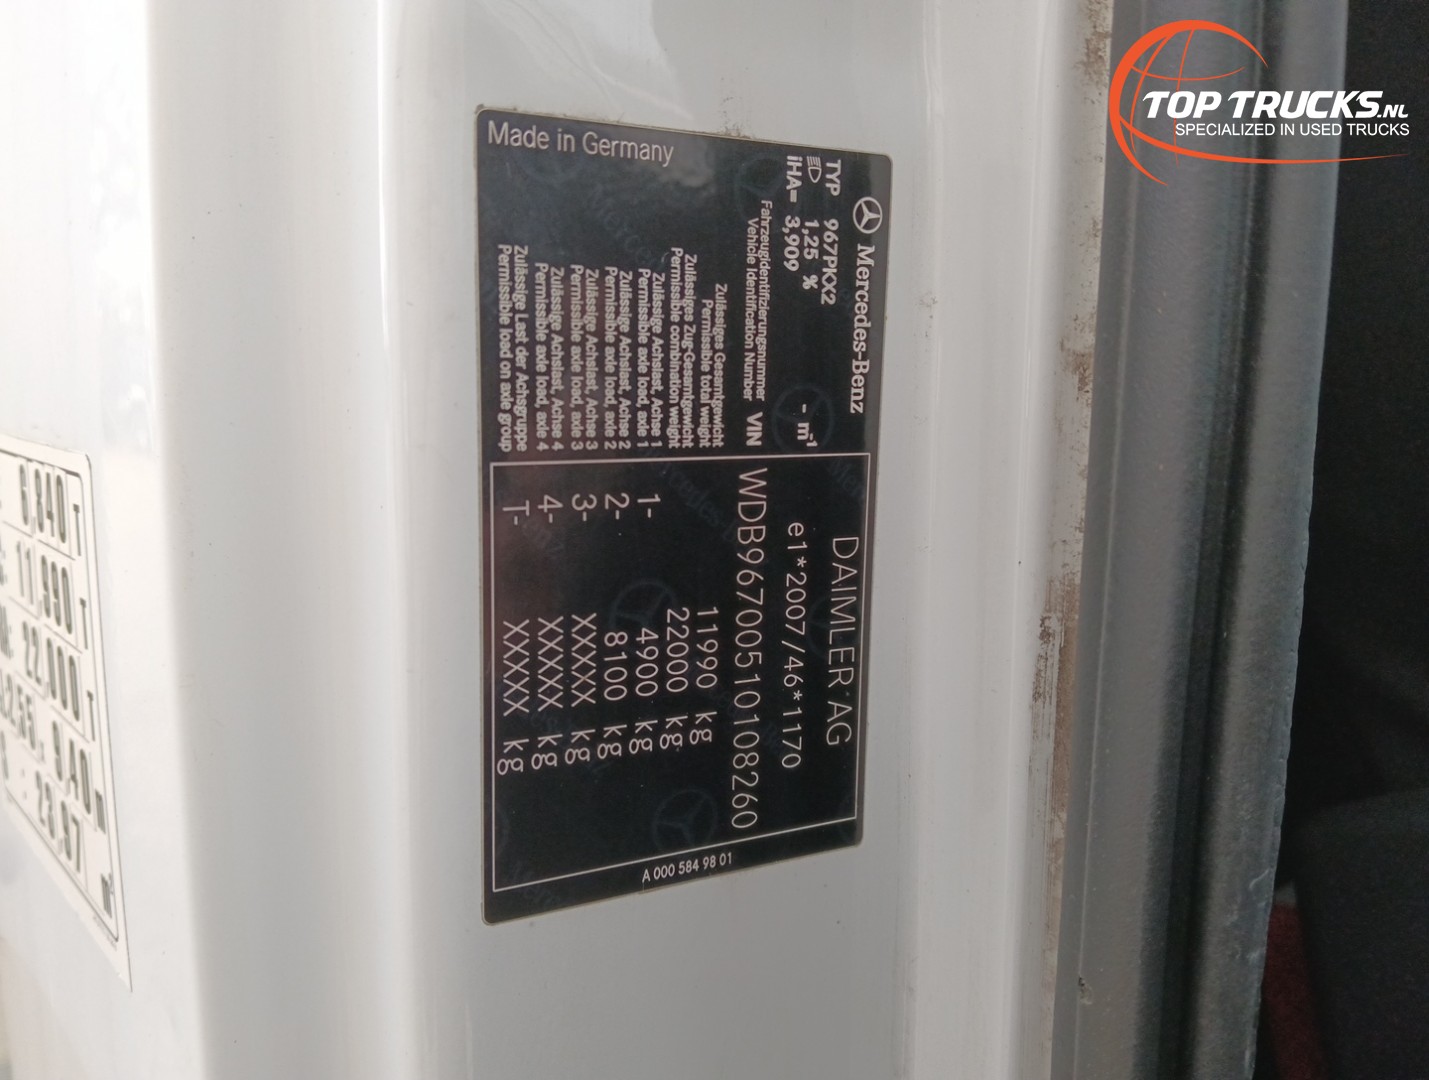 TOP TRUCKS.NL
SPECIALIZED IN USED TRUCKS
Made in Germany
Mercedes-Benz
TYP 967PKX2
1,25 %
iHA= 3,909
- m-1
DAIMLER AG
e1*2007/46*1170
Fahrzeugidentifizierungsnummer
Vehicle Identification Number VIN WDB9670051010826​0
Zulässiges Gesamtgewicht
Permissible total weight 11990 kg
Zulässiges Zug-Gesamtgewicht
Permissible combination weight 22000 kg
Zulässige Achslast, Achse 1
Permissible axle load, axle 1 1- 4900 kg
Zulässige Achslast, Achse 2
Permissible axle load, axle 2 2- 8100 kg
Zulässige Achslast, Achse 3
Permissible axle load, axle 3 3- XXXXX kg
Zulässige Achslast, Achse 4
Permissible axle load, axle 4 4- XXXXX kg
Zulässige Last der Achsgruppe
Permissible load on axle group T- XXXXX kg
A 000 584 98 01
6,840 T
11,990 T
22,000 T
2,55
m
23,97 m²